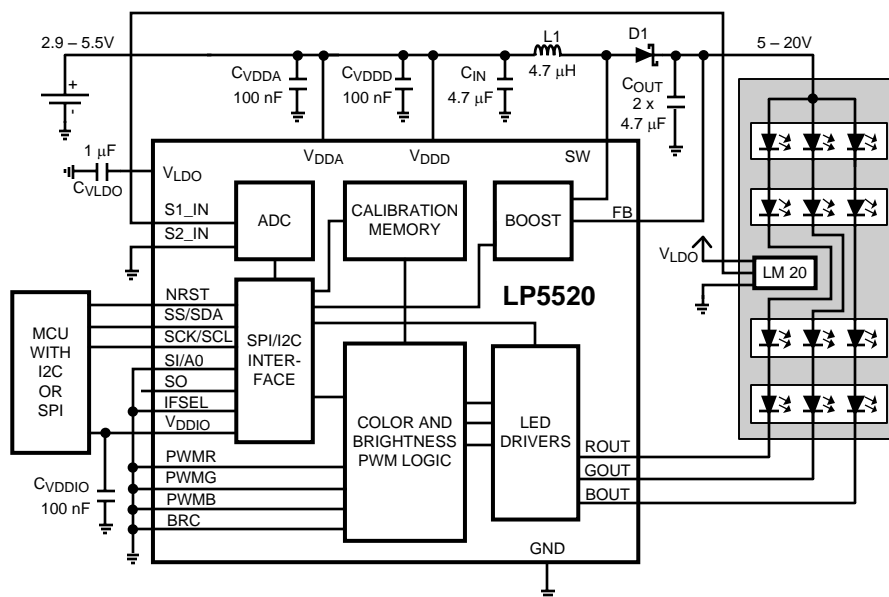 2.9 – 5.5V
L1
D1
5 – 20V
CVDDA
100 nF
CVDDD
100 nF
CIN
4.7 μF
4.7 μH
COUT
2 x
4.7 μF
+
-
1 μF
CVLDO
VLDO
VDDA
VDDD
SW
S1_IN
S2_IN
ADC
CALIBRATION
MEMORY
BOOST
FB
VLDO
LM 20
LP5520
MCU
WITH
I2C
OR
SPI
NRST
SS/SDA
SCK/SCL
SI/A0
SO
IFSEL
VDDIO
SPI/I2C
INTER-
FACE
COLOR AND
BRIGHTNESS
PWM LOGIC
LED
DRIVERS
ROUT
GOUT
BOUT
CVDDIO
100 nF
PWMR
PWMG
PWMB
BRC
GND